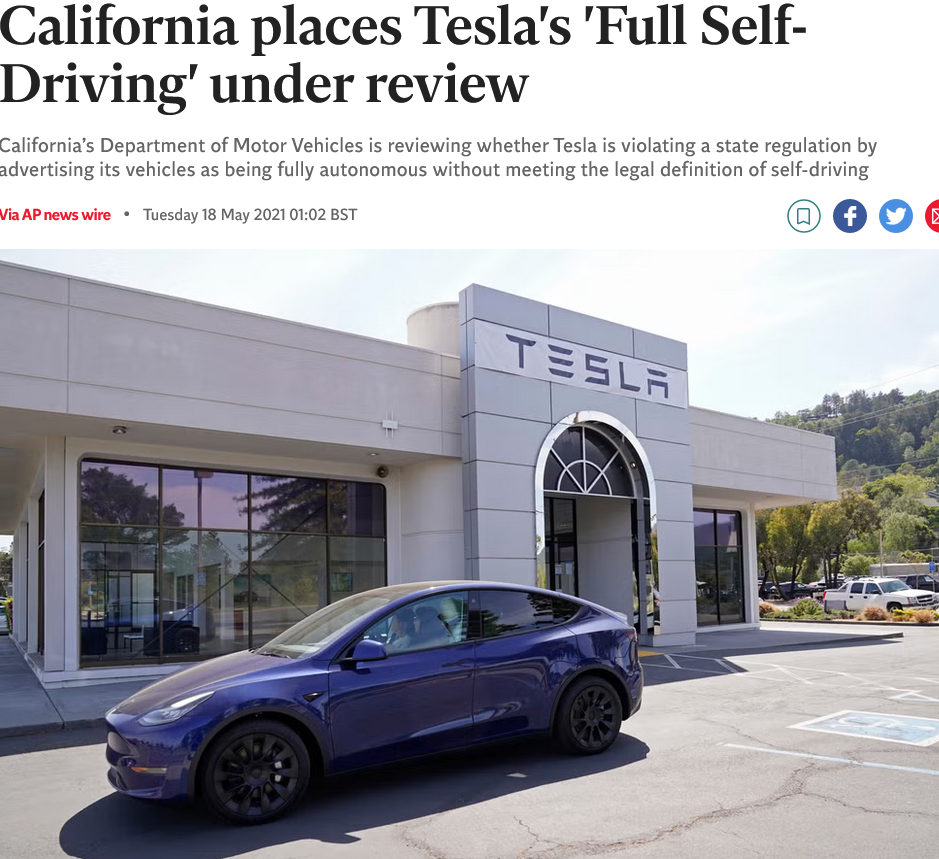 California places Tesla's 'Full Self-
Driving' under review
California's Department of Motor Vehicles is reviewing whether Tesla is violating a state regulation by
advertising its vehicles as being fully autonomous without meeting the legal definition of self-driving
Via AP news wire • Tuesday 18 May 2021 01:02 BST
TESLA